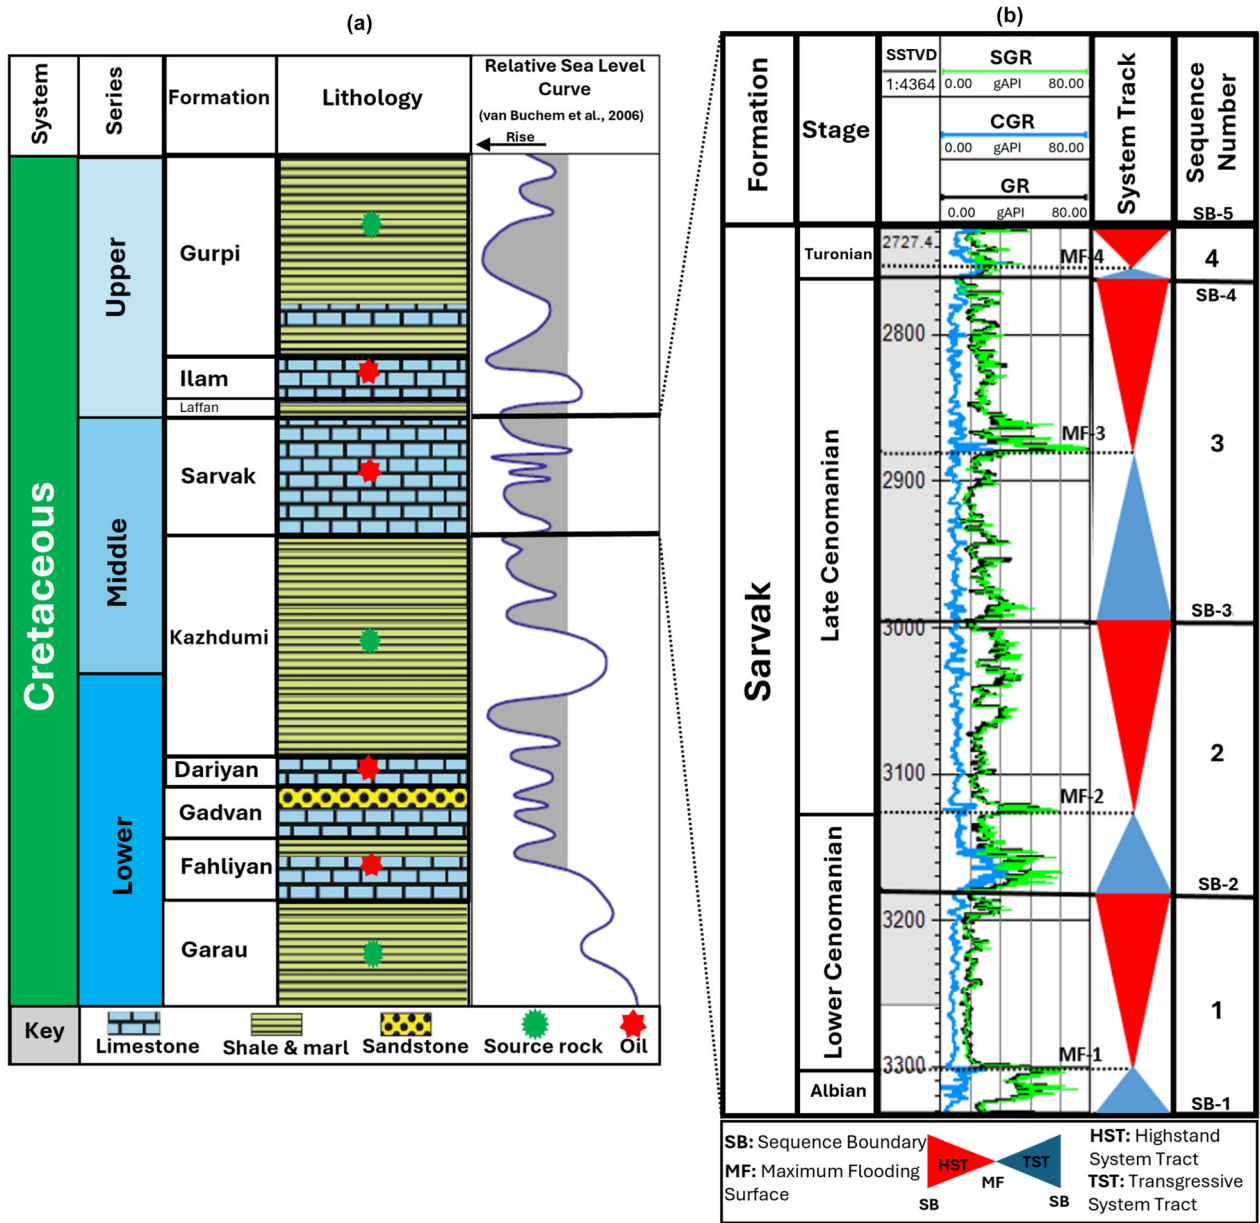 (a)
System
Series
Formation
Lithology
Relative Sea Level
Curve
(van Buchem et al., 2006)
Rise
Cretaceous
Upper
Middle
Lower
Gurpi
Ilam
Laffan
Sarvak
Kazhdumi
Dariyan
Gadvan
Fahliyan
Garau
Key
Limestone
Shale & marl
Sandstone
Source rock
Oil
(b)
Formation
Stage
SSTVD
1:4364
SGR
0.00 gAPI 80.00
CGR
0.00 gAPI 80.00
GR
0.00 gAPI 80.00
System Track
Sequence
Number
SB-5
Sarvak
Turonian
Late Cenomanian
Lower Cenomanian
Albian
2727.4
2800
2900
3000
3100
3200
3300
MF-4
MF-3
MF-2
MF-1
4
SB-4
3
SB-3
2
SB-2
1
SB-1
SB: Sequence Boundary
MF: Maximum Flooding
Surface
HST
TST
SB
MF
SB
HST: Highstand
System Tract
TST: Transgressive
System Tract